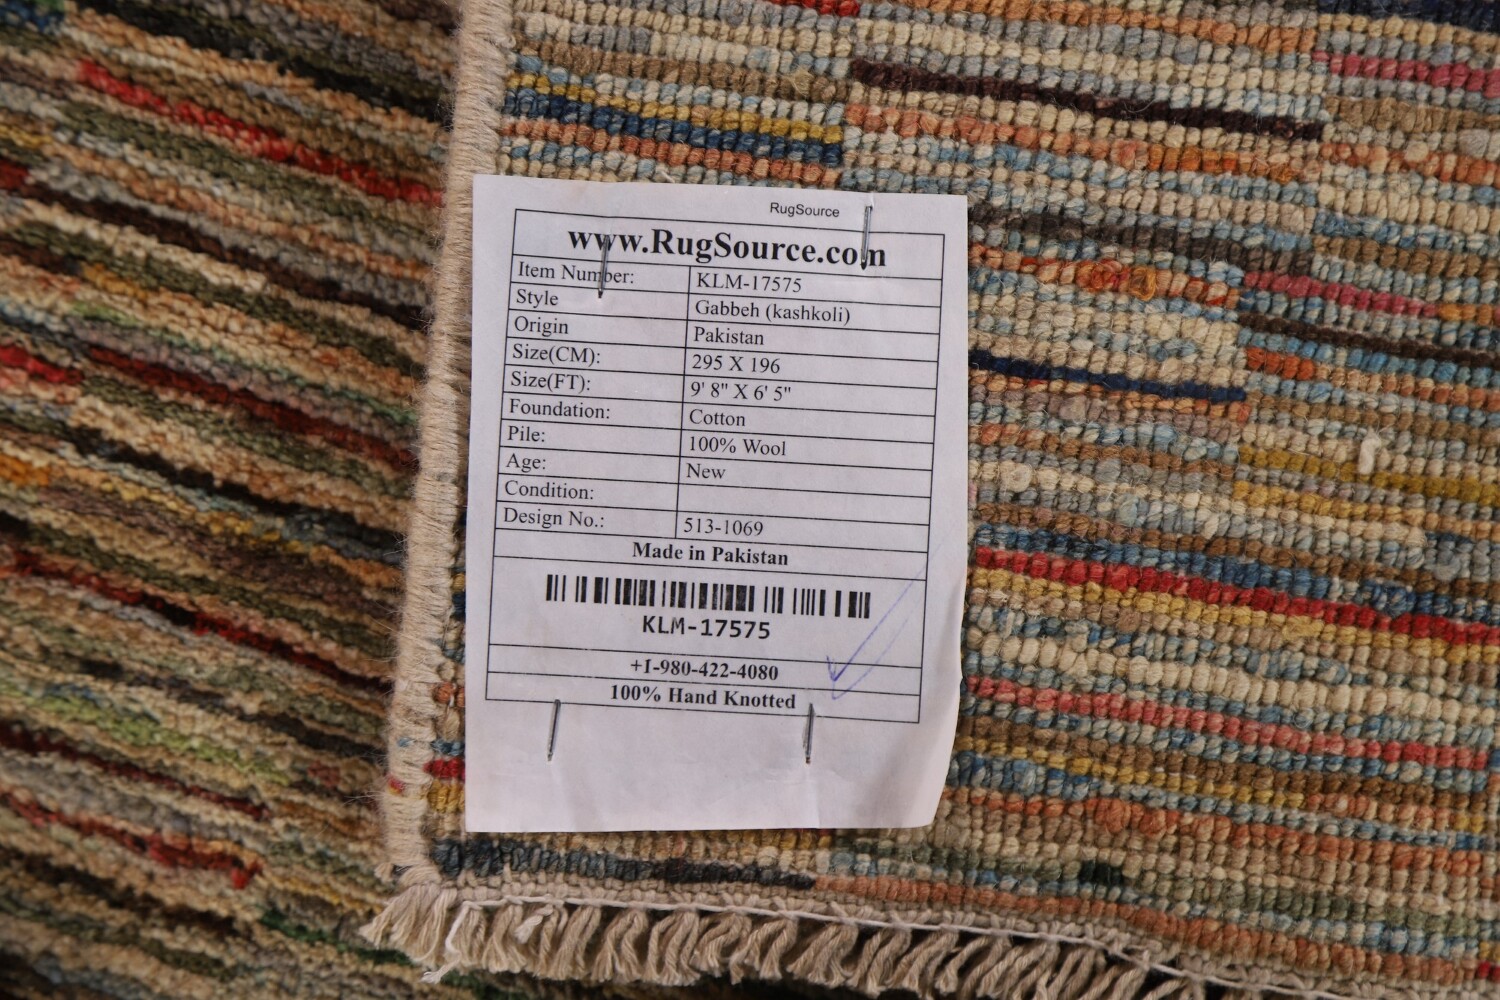 RugSource
www.RugSource.com
Item Number: KLM-17575
Style Gabbeh (kashkoli)
Origin Pakistan
Size(CM): 295 X 196
Size(FT): 9' 8" X 6' 5"
Foundation: Cotton
Pile: 100% Wool
Age: New
Condition:
Design No.: 513-1069
Made in Pakistan
KLM-17575
+1-980-422-4080
100% Hand Knotted